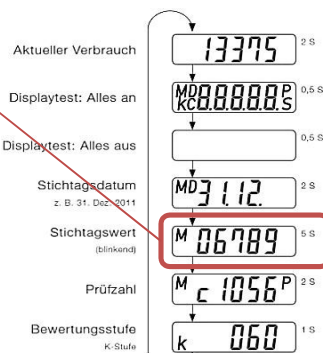 Aktueller Verbrauch 13375 2 S
Displaytest: Alles an MD KC 8.8.8.8.8. P S 0,5 S
Displaytest: Alles aus 0,5 S
Stichtagsdatum MD 31.12. 2 S
z. B. 31. Dez. 2011
Stichtagswert M 06789 5 S
(blinkend)
Prüfzahl M c 1056 P 2 S
Bewertungsstufe k 060 1 S
K-Stufe